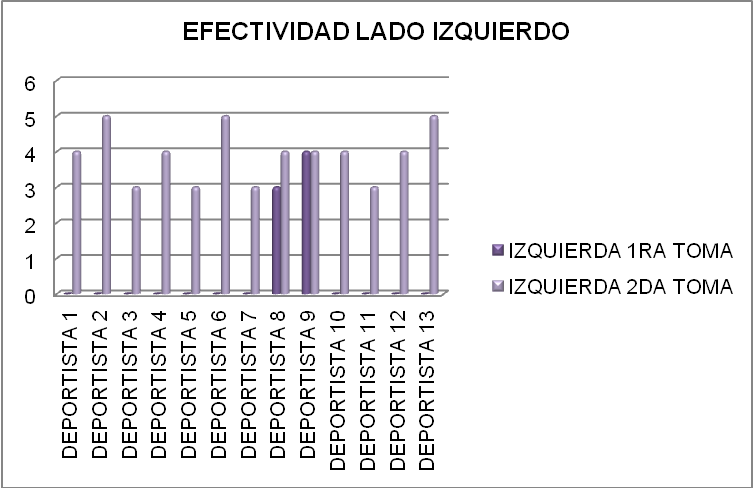 EFECTIVIDAD LADO IZQUIERDO
6
5
4
3
2
1
0
DEPORTISTA 1
DEPORTISTA 2
DEPORTISTA 3
DEPORTISTA 4
DEPORTISTA 5
DEPORTISTA 6
DEPORTISTA 7
DEPORTISTA 8
DEPORTISTA 9
DEPORTISTA 10
DEPORTISTA 11
DEPORTISTA 12
DEPORTISTA 13
IZQUIERDA 1RA TOMA
IZQUIERDA 2DA TOMA